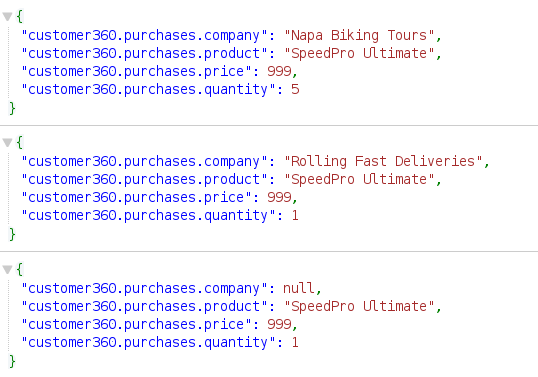 {
"customer360.purchases.company": "Napa Biking Tours",
"customer360.purchases.product": "SpeedPro Ultimate",
"customer360.purchases.price": 999,
"customer360.purchases.quantity": 5
}
{
"customer360.purchases.company": "Rolling Fast Deliveries",
"customer360.purchases.product": "SpeedPro Ultimate",
"customer360.purchases.price": 999,
"customer360.purchases.quantity": 1
}
{
"customer360.purchases.company": null,
"customer360.purchases.product": "SpeedPro Ultimate",
"customer360.purchases.price": 999,
"customer360.purchases.quantity": 1
}